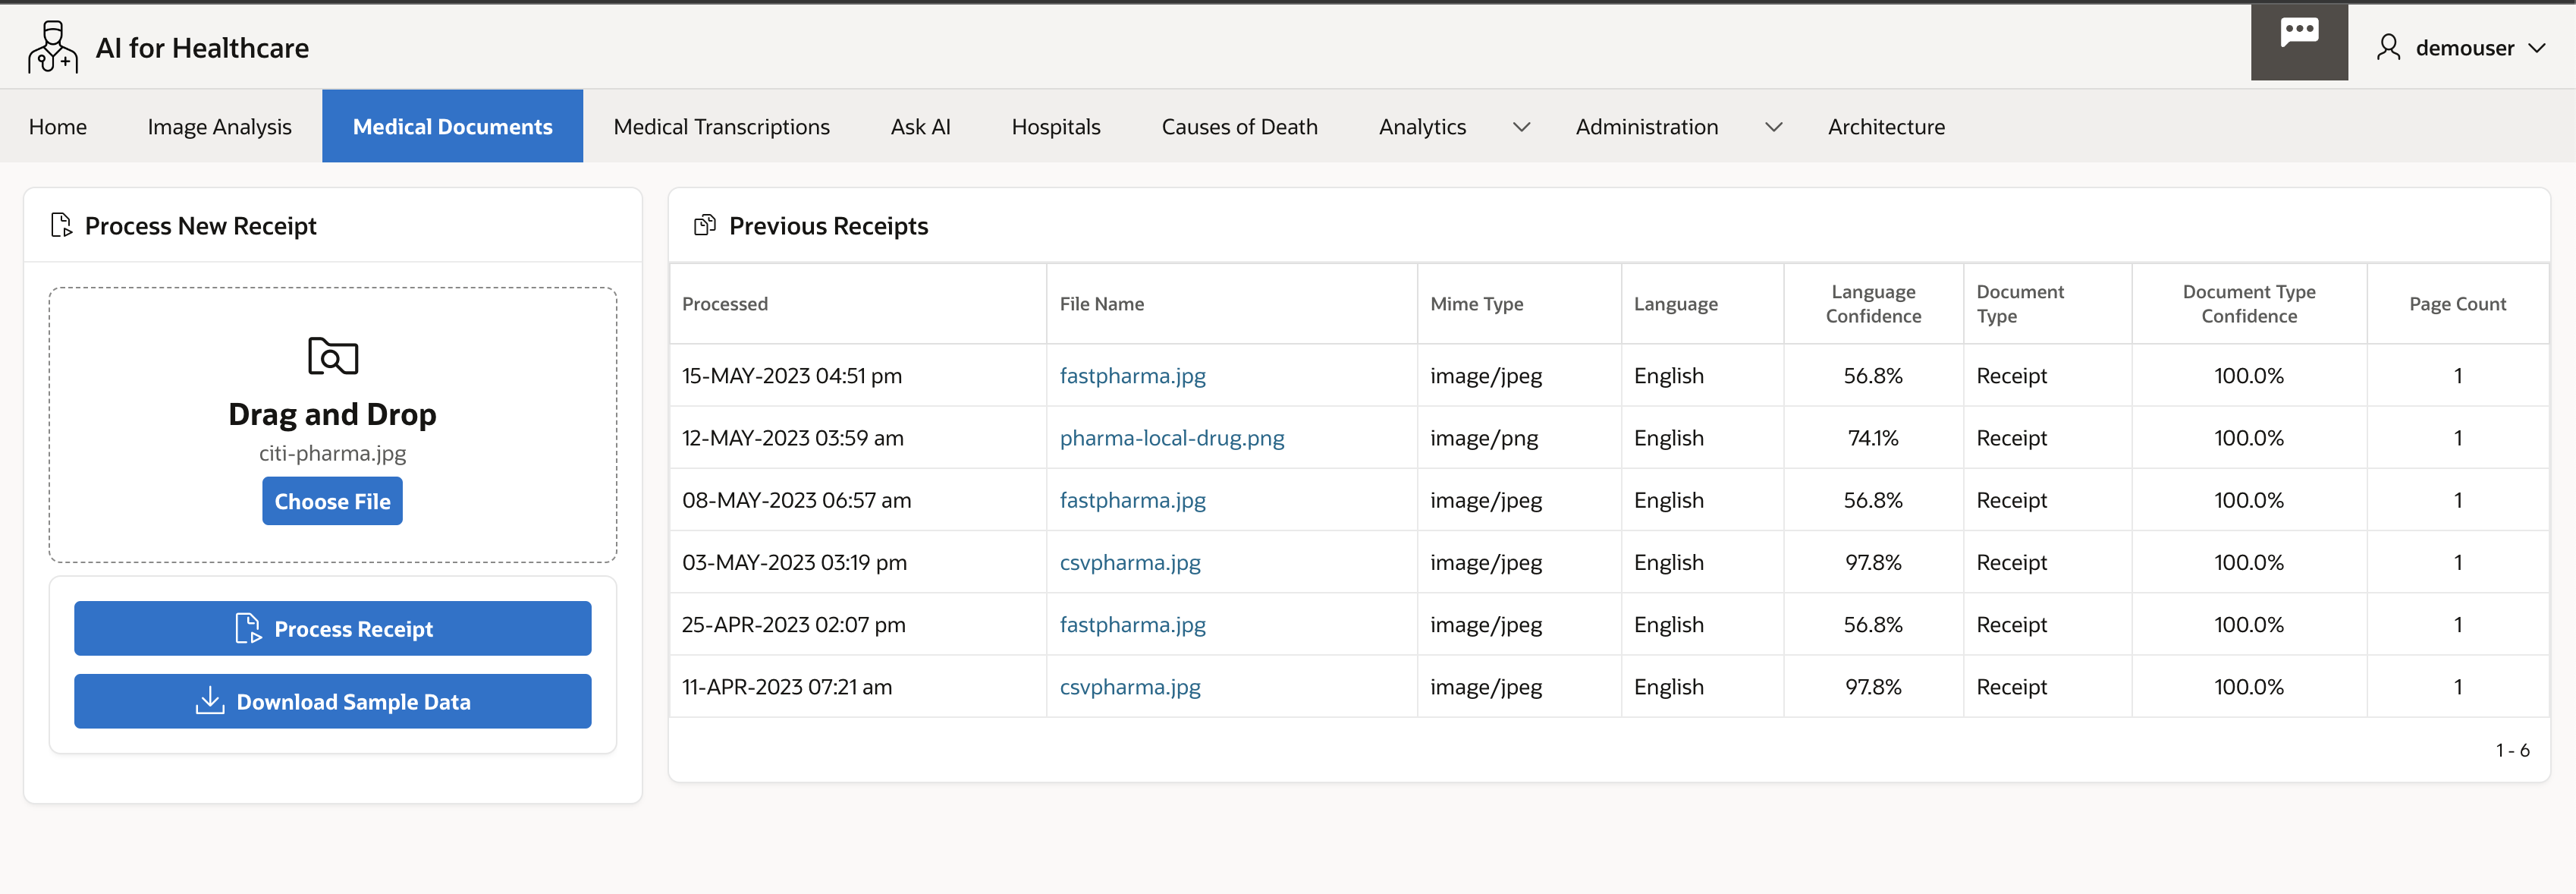 AI for Healthcare
demouser
Home Image Analysis Medical Documents Medical Transcriptions Ask AI Hospitals Causes of Death Analytics Administration Architecture
Process New Receipt
Drag and Drop
citi-pharma.jpg
Choose File
Process Receipt
Download Sample Data
Previous Receipts
Processed File Name Mime Type Language Language Confidence Document Type Document Type Confidence Page Count
15-MAY-2023 04:51 pm fastpharma.jpg image/jpeg English 56.8% Receipt 100.0% 1
12-MAY-2023 03:59 am pharma-local-drug.png image/png English 74.1% Receipt 100.0% 1
08-MAY-2023 06:57 am fastpharma.jpg image/jpeg English 56.8% Receipt 100.0% 1
03-MAY-2023 03:19 pm csvpharma.jpg image/jpeg English 97.8% Receipt 100.0% 1
25-APR-2023 02:07 pm fastpharma.jpg image/jpeg English 56.8% Receipt 100.0% 1
11-APR-2023 07:21 am csvpharma.jpg image/jpeg English 97.8% Receipt 100.0% 1
1 - 6